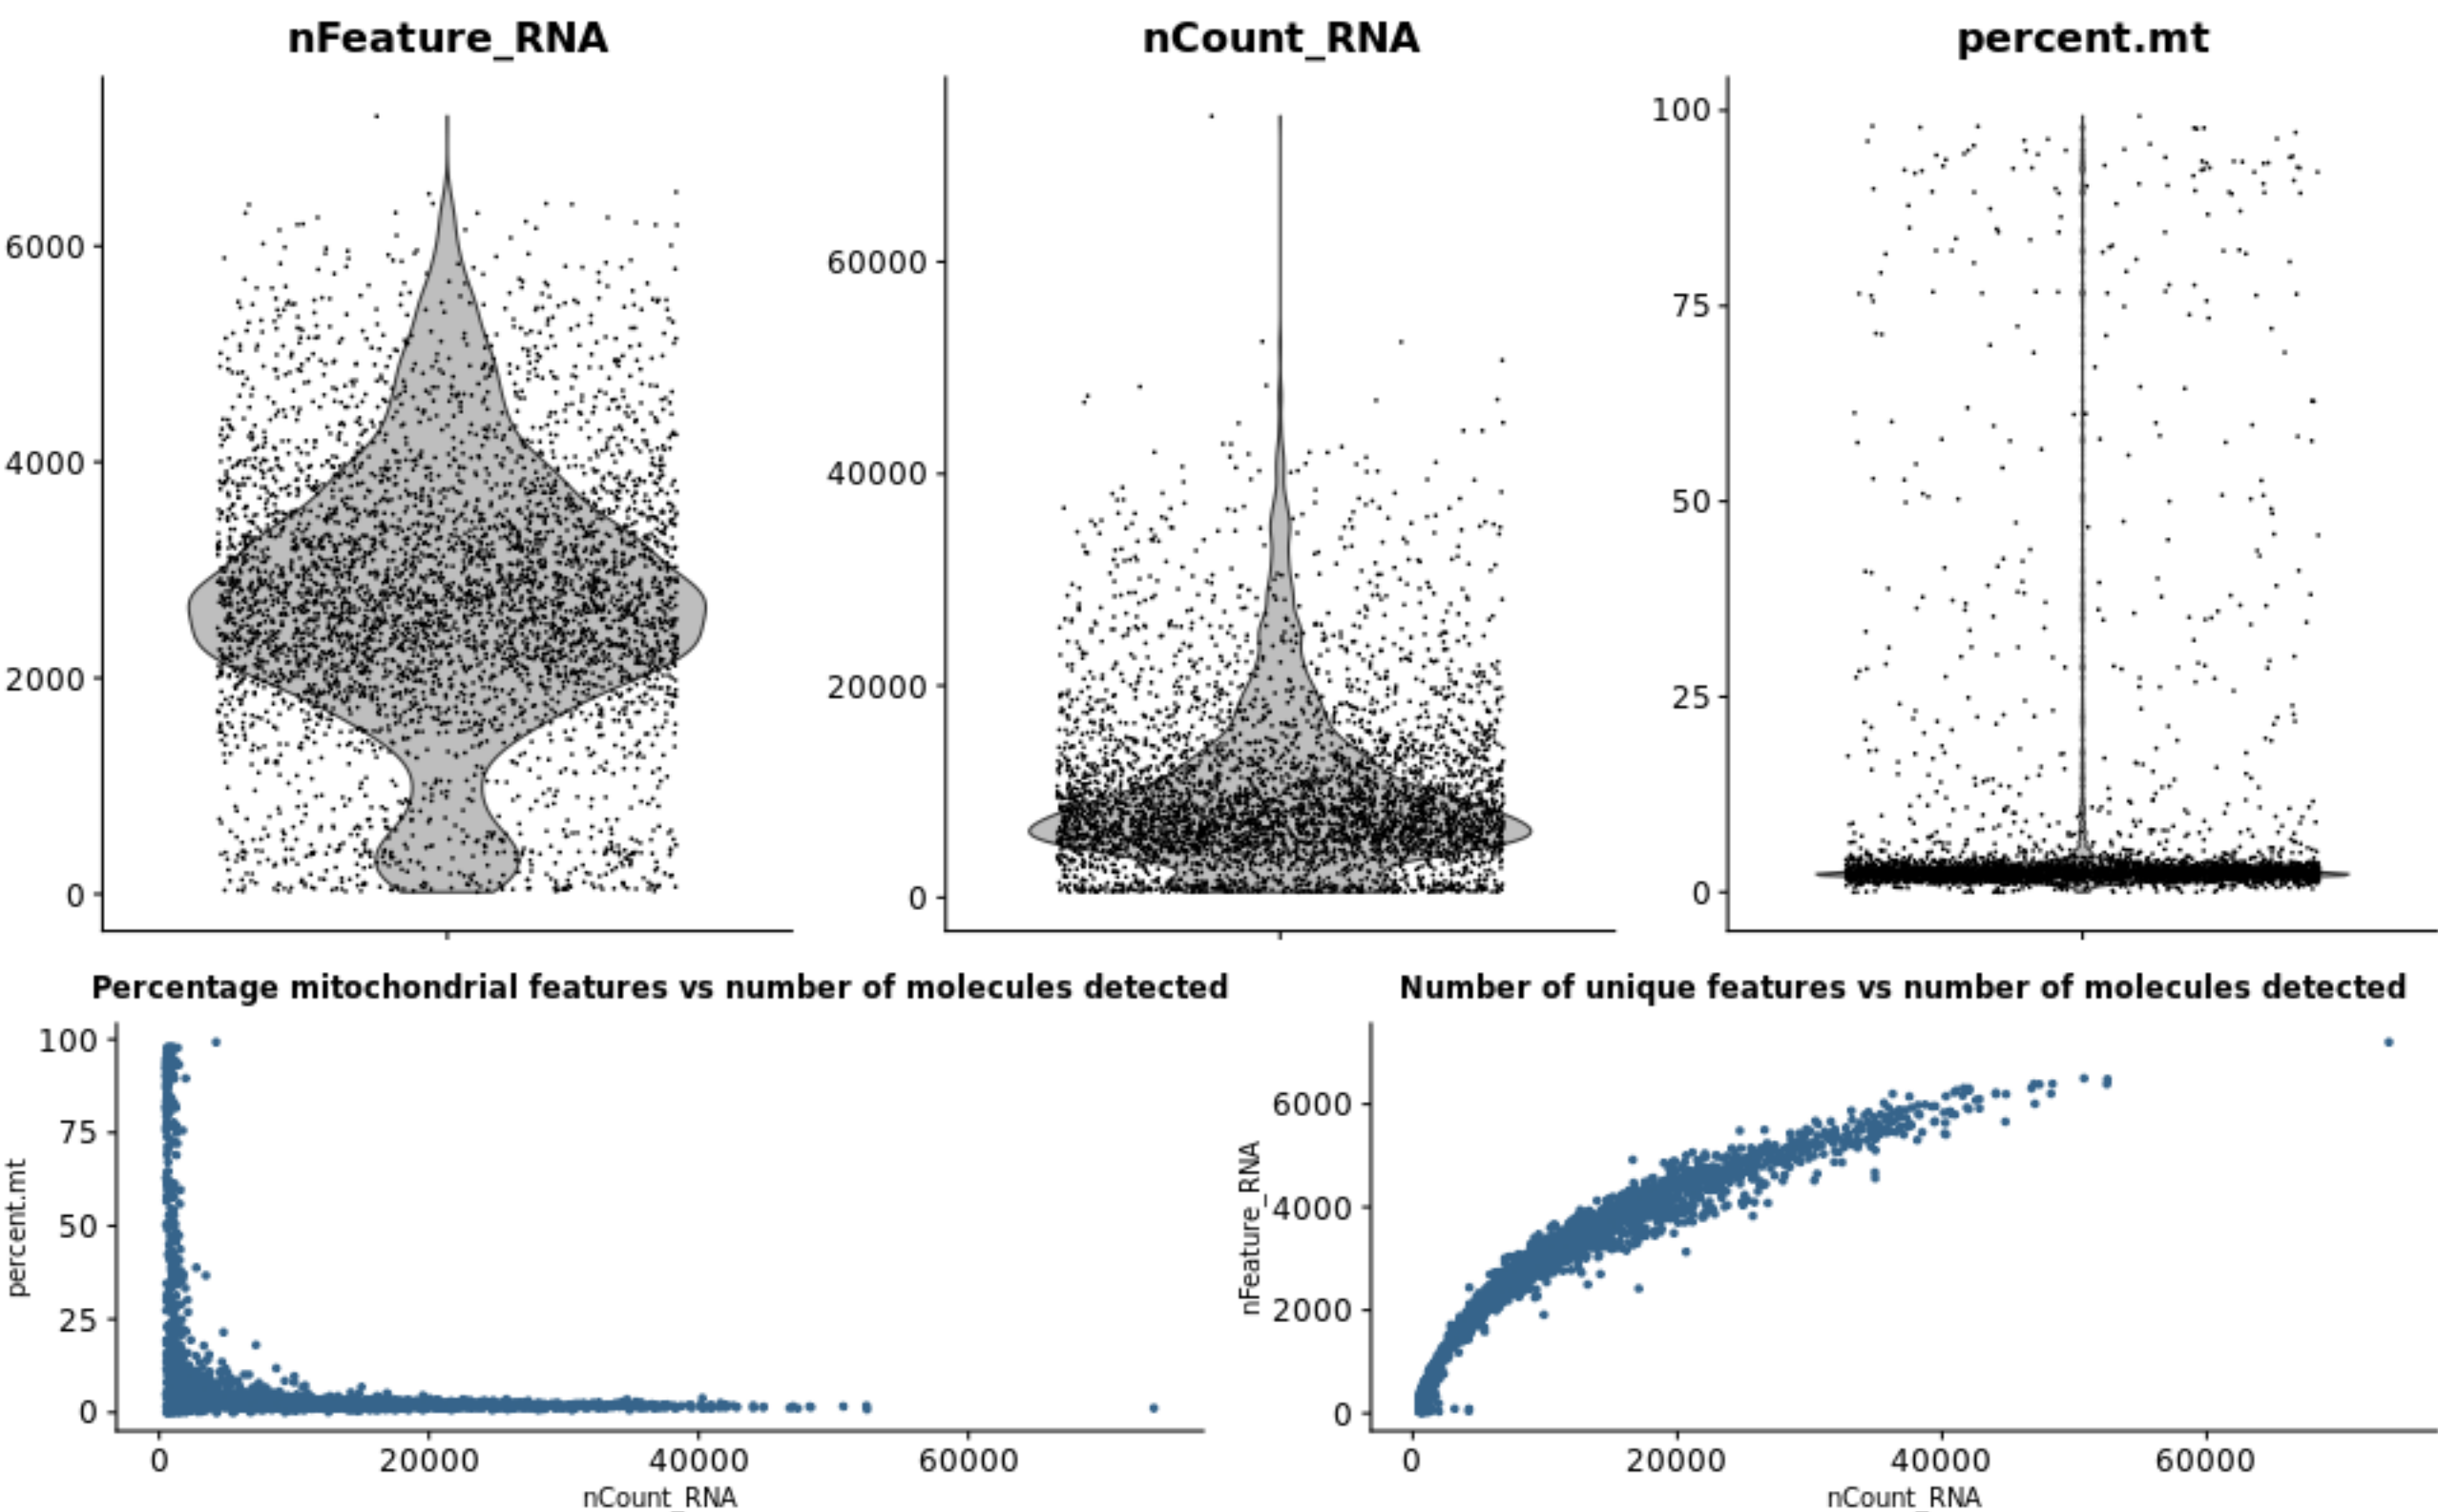 nFeature_RNA
6000
4000
2000
0
nCount_RNA
60000
40000
20000
0
percent.mt
100
75
50
25
0
Percentage mitochondrial features vs number of molecules detected
percent.mt
100
75
50
25
0
0 20000 40000 60000
nCount_RNA
Number of unique features vs number of molecules detected
nFeature_RNA
6000
4000
2000
0
0 20000 40000 60000
nCount_RNA